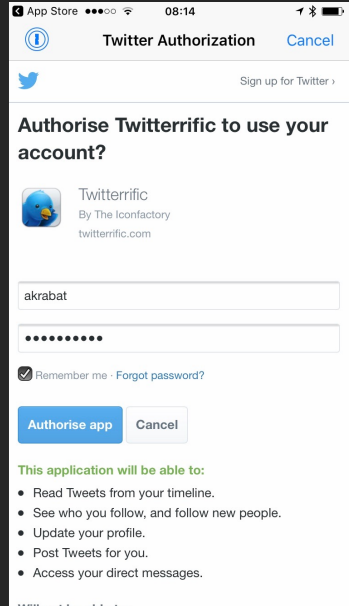 App Store 08:14
Twitter Authorization Cancel
Sign up for Twitter ›
Authorise Twitterrific to use your
account?
Twitterrific
By The Iconfactory
twitterrific.com
akrabat
••••••••••
Remember me · Forgot password?
Authorise app Cancel
This application will be able to:
• Read Tweets from your timeline.
• See who you follow, and follow new people.
• Update your profile.
• Post Tweets for you.
• Access your direct messages.